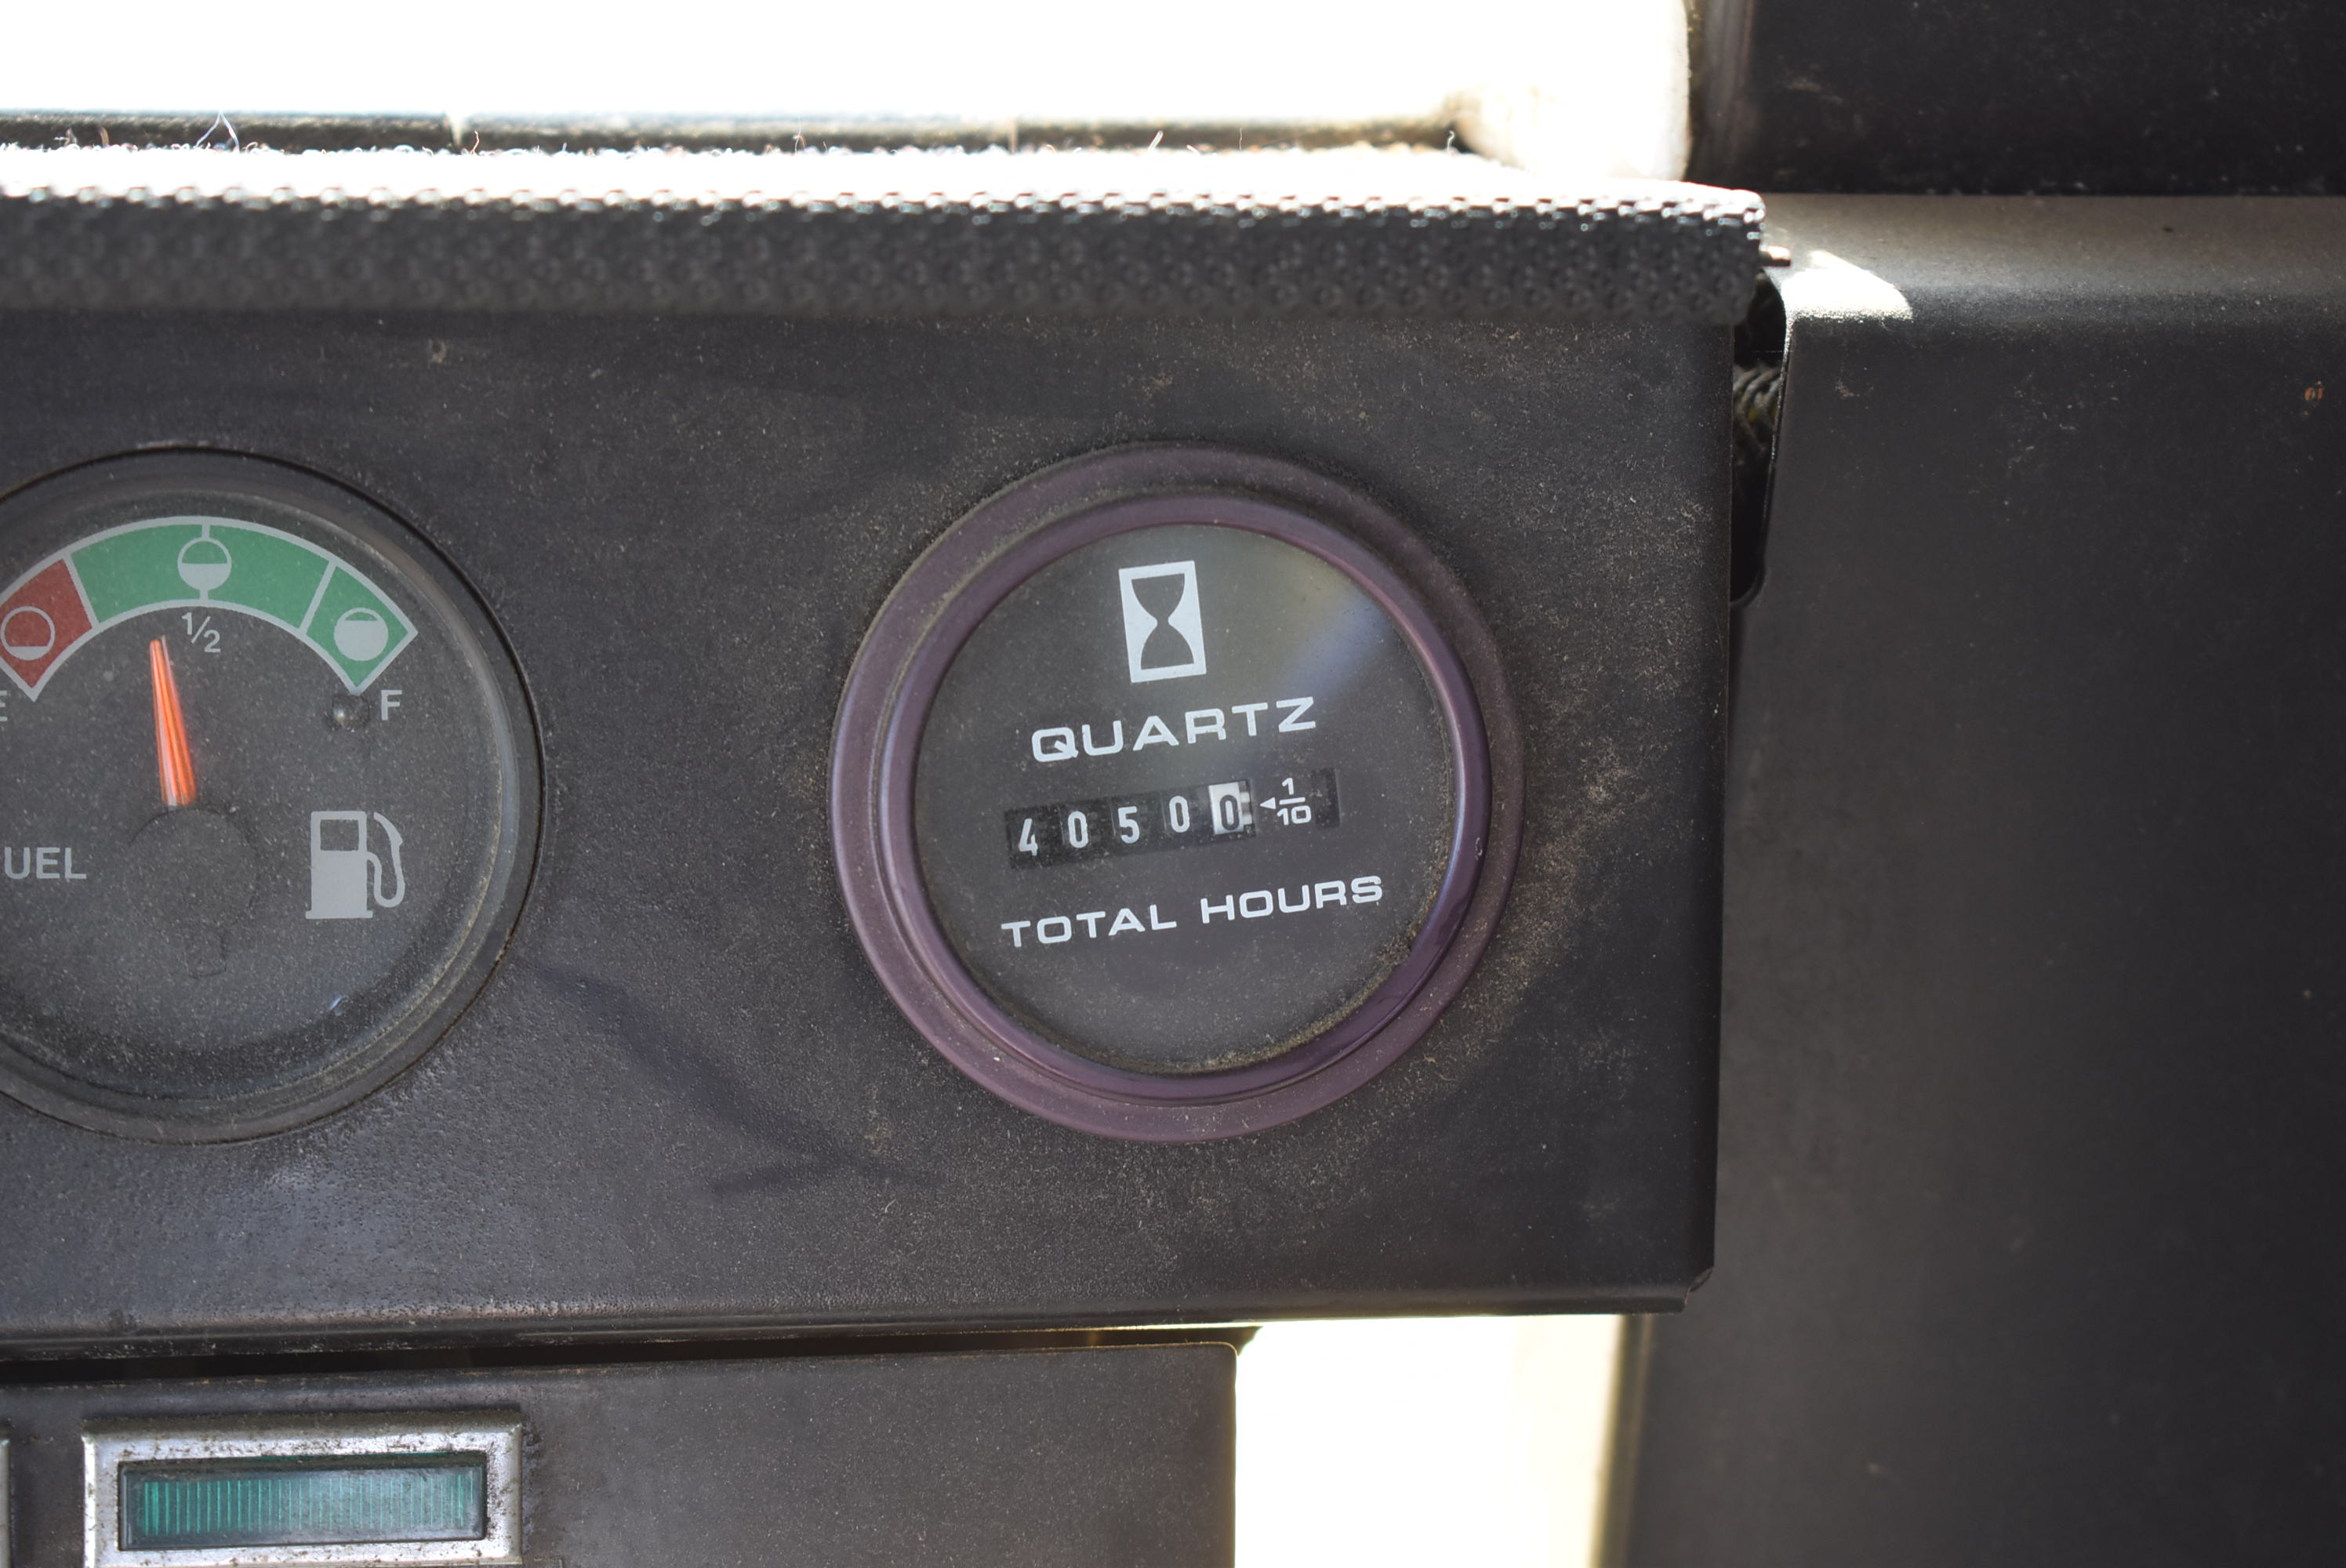 1/2
E
F
UEL
QUARTZ
40500
1/10
TOTAL HOURS